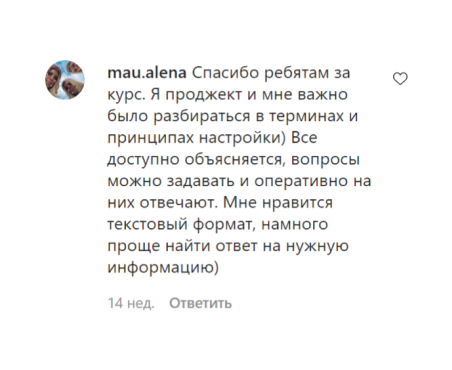 mau.alena Спасибо ребятам за
курс. Я проджект и мне важно
было разбираться в терминах и
принципах настройки) Все
доступно объясняется, вопросы
можно задавать и оперативно на
них отвечают. Мне нравится
текстовый формат, намного
проще найти ответ на нужную
информацию)
14 нед. Ответить